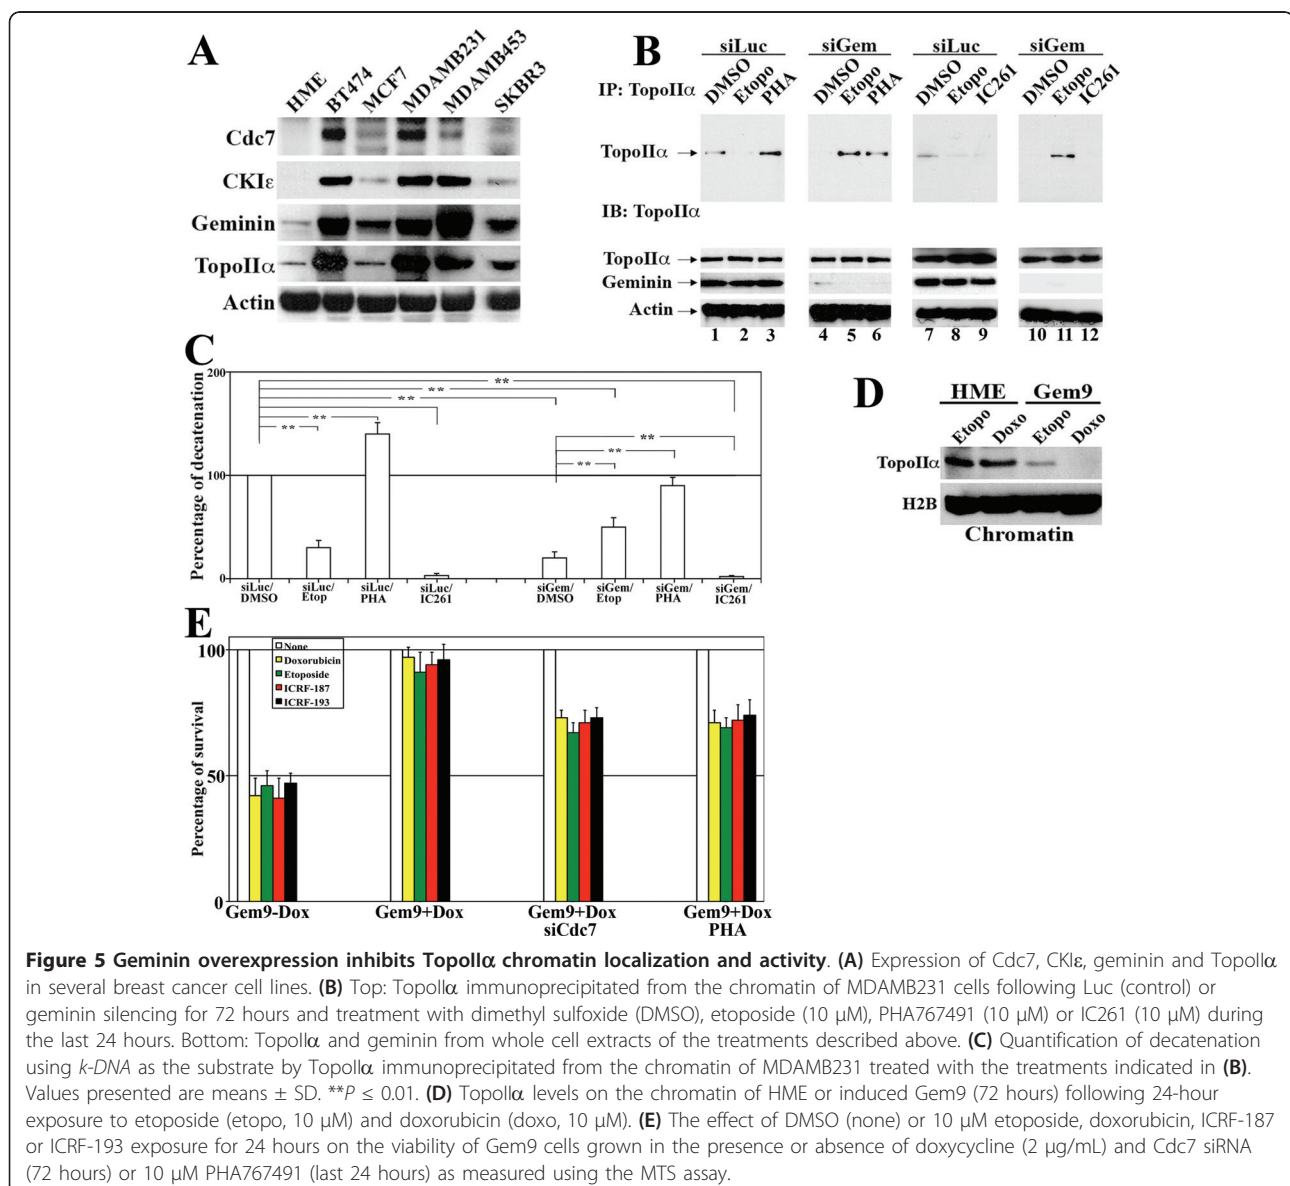 A
HME
BT474
MCF7
MDAMB231
MDAMB453
SKBR3
Cdc7
CKIε
Geminin
TopoIIα
Actin
B
siLuc siGem siLuc siGem
IP: TopoIIα
DMSO Etopo PHA DMSO Etopo PHA DMSO Etopo IC261 DMSO Etopo IC261
TopoIIα
IB: TopoIIα
TopoIIα
Geminin
Actin
1 2 3 4 5 6 7 8 9 10 11 12
C
Percentage of decatenation
200
100
0
**
**
**
**
**
**
**
**
siLuc/DMSO
siLuc/Etop
siLuc/PHA
siLuc/IC261
siGem/DMSO
siGem/Etop
siGem/PHA
siGem/IC261
D
HME Gem9
Etopo Doxo Etopo Doxo
TopoIIα
H2B
Chromatin
E
Percentage of survival
100
50
0
None
Doxorubicin
Etoposide
ICRF-187
ICRF-193
Gem9-Dox
Gem9+Dox
Gem9+Dox siCdc7
Gem9+Dox PHA
Figure 5 Geminin overexpression inhibits TopoIIα chromatin localization and activity. (A) Expression of Cdc7, CKIε, geminin and TopoIIα
in several breast cancer cell lines. (B) Top: TopoIIα immunoprecipitated from the chromatin of MDAMB231 cells following Luc (control) or
geminin silencing for 72 hours and treatment with dimethyl sulfoxide (DMSO), etoposide (10 μM), PHA767491 (10 μM) or IC261 (10 μM) during
the last 24 hours. Bottom: TopoIIα and geminin from whole cell extracts of the treatments described above. (C) Quantification of decatenation
using k-DNA as the substrate by TopoIIα immunoprecipitated from the chromatin of MDAMB231 treated with the treatments indicated in (B).
Values presented are means ± SD. **P ≤ 0.01. (D) TopoIIα levels on the chromatin of HME or induced Gem9 (72 hours) following 24-hour
exposure to etoposide (etopo, 10 μM) and doxorubicin (doxo, 10 μM). (E) The effect of DMSO (none) or 10 μM etoposide, doxorubicin, ICRF-187
or ICRF-193 exposure for 24 hours on the viability of Gem9 cells grown in the presence or absence of doxycycline (2 μg/mL) and Cdc7 siRNA
(72 hours) or 10 μM PHA767491 (last 24 hours) as measured using the MTS assay.